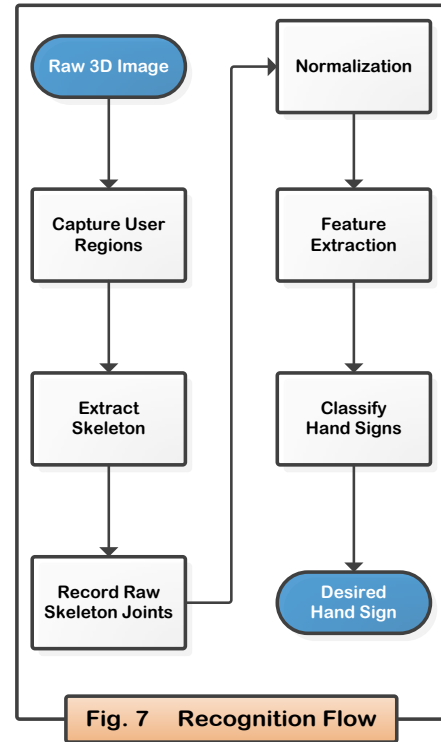 Raw 3D Image
Capture User
Regions
Extract
Skeleton
Record Raw
Skeleton Joints
Normalization
Feature
Extraction
Classify
Hand Signs
Desired
Hand Sign
Fig. 7 Recognition Flow